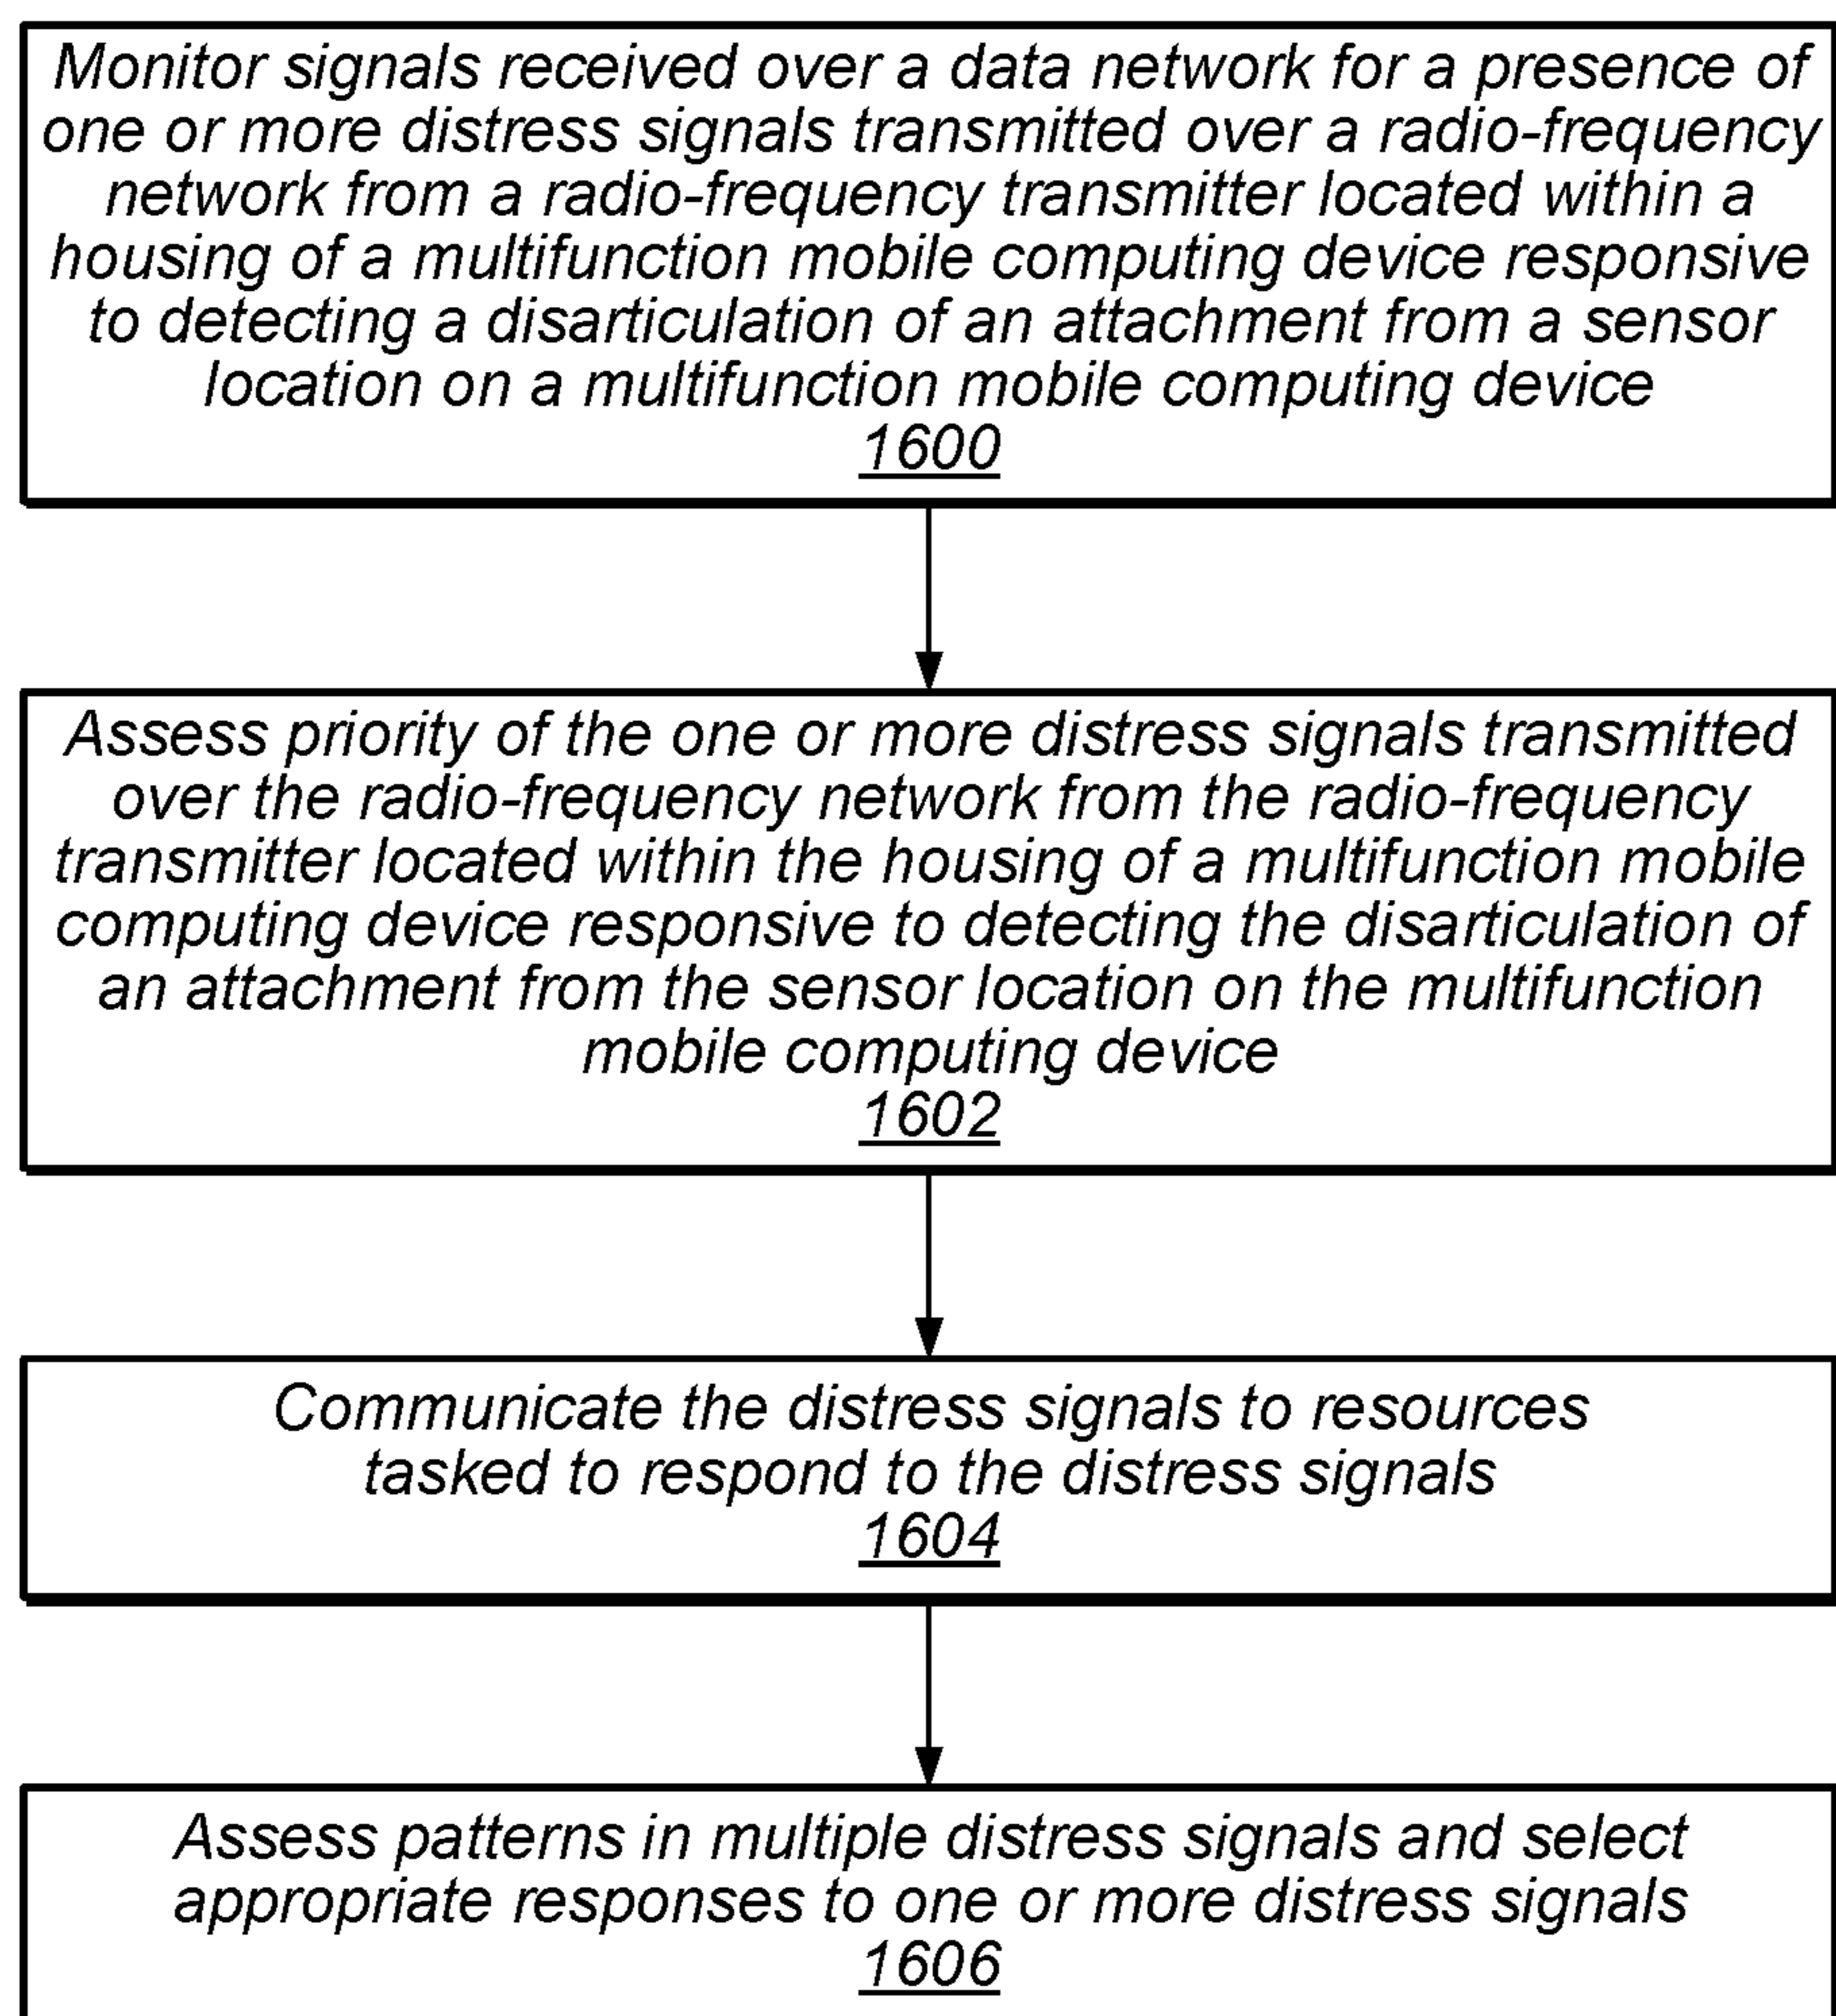 Monitor signals received over a data network for a presence of
one or more distress signals transmitted over a radio-frequency
network from a radio-frequency transmitter located within a
housing of a multifunction mobile computing device responsive
to detecting a disarticulation of an attachment from a sensor
location on a multifunction mobile computing device
1600
Assess priority of the one or more distress signals transmitted
over the radio-frequency network from the radio-frequency
transmitter located within the housing of a multifunction mobile
computing device responsive to detecting the disarticulation of
an attachment from the sensor location on the multifunction
mobile computing device
1602
Communicate the distress signals to resources
tasked to respond to the distress signals
1604
Assess patterns in multiple distress signals and select
appropriate responses to one or more distress signals
1606